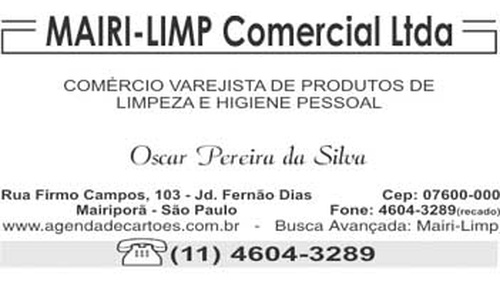 MAIRI-LIMP Comercial Ltda
COMÉRCIO VAREJISTA DE PRODUTOS DE
LIMPEZA E HIGIENE PESSOAL
Oscar Pereira da Silva
Rua Firmo Campos, 103 - Jd. Fernão Dias Cep: 07600-000
Mairiporã - São Paulo Fone: 4604-3289(recado)
www.agendadecartoes.com.br - Busca Avançada: Mairi-Limp
(11) 4604-3289